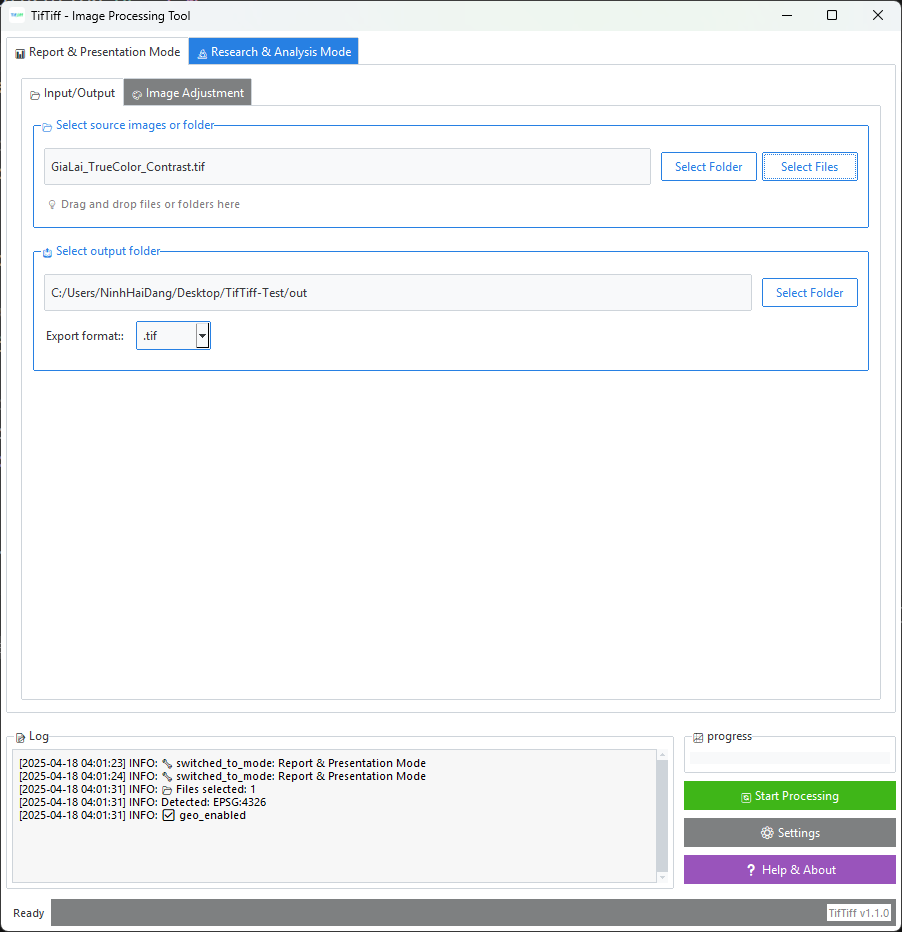 TifTiff - Image Processing Tool
Report & Presentation Mode
Research & Analysis Mode
Input/Output
Image Adjustment
Select source images or folder
GiaLai_TrueColor_Contrast.tif
Select Folder
Select Files
Drag and drop files or folders here
Select output folder
C:/Users/NinhHaiDang/Desktop/TifTiff-Test/out
Select Folder
Export format::
.tif
Log
[2025-04-18 04:01:23] INFO: switched_to_mode: Report & Presentation Mode
[2025-04-18 04:01:24] INFO: switched_to_mode: Report & Presentation Mode
[2025-04-18 04:01:31] INFO: Files selected: 1
[2025-04-18 04:01:31] INFO: Detected: EPSG:4326
[2025-04-18 04:01:31] INFO: geo_enabled
progress
Start Processing
Settings
? Help & About
Ready
TifTiff v1.1.0